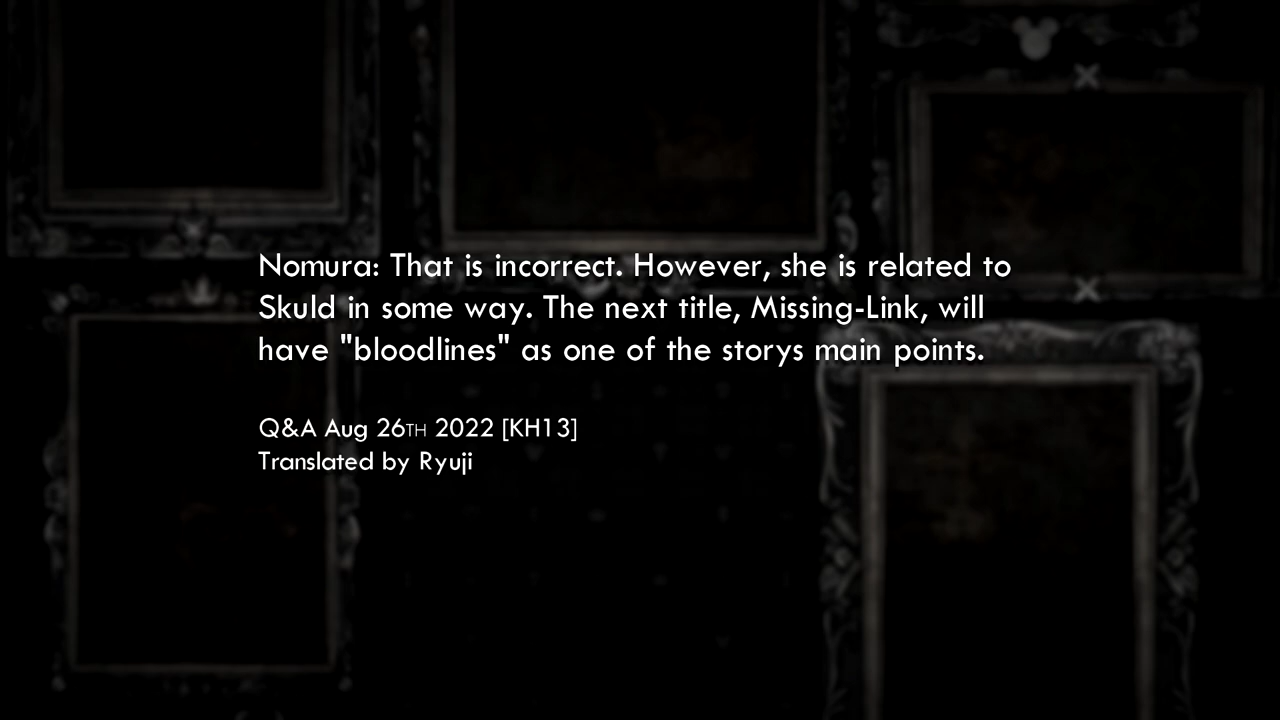 Nomura: That is incorrect. However, she is related to
Skuld in some way. The next title, Missing-Link, will
have "bloodlines" as one of the storys main points.
Q&A Aug 26TH 2022 [KH13]
Translated by Ryuji